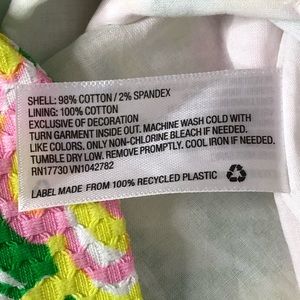 SHELL: 98% COTTON / 2% SPANDEX
LINING: 100% COTTON
EXCLUSIVE OF DECORATION
TURN GARMENT INSIDE OUT. MACHINE WASH COLD WITH
LIKE COLORS. ONLY NON-CHLORINE BLEACH IF NEEDED.
TUMBLE DRY LOW. REMOVE PROMPTLY. COOL IRON IF NEEDED.
RN17730 VN1042782
LABEL MADE FROM 100% RECYCLED PLASTIC